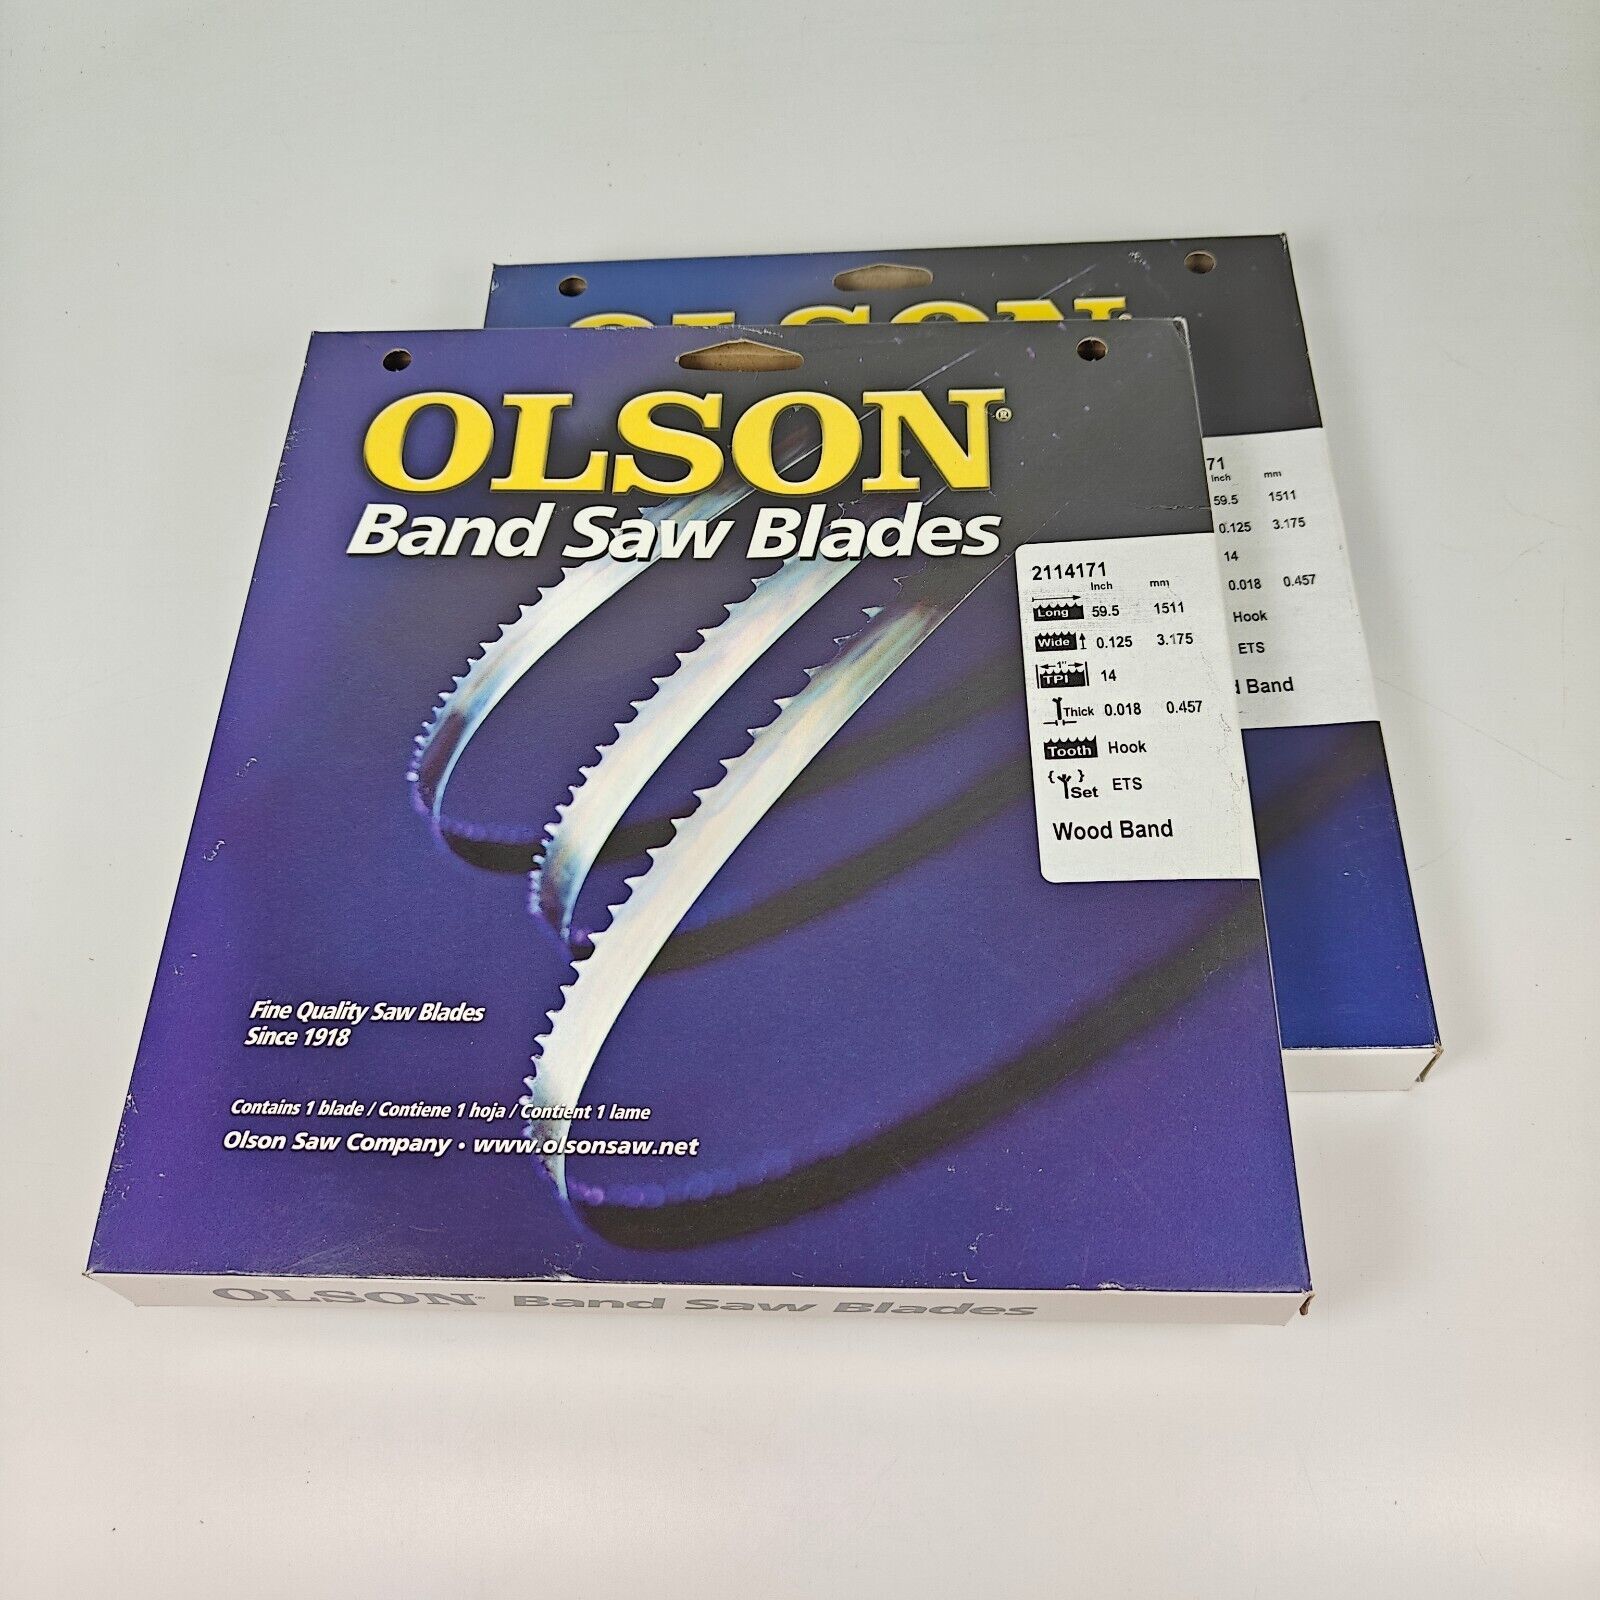 OLSON
OLSON®
Band Saw Blades
2114171
Inch mm
Long 59.5 1511
Wide 0.125 3.175
1"
TPI 14
Thick 0.018 0.457
Tooth Hook
Set ETS
Wood Band
Fine Quality Saw Blades
Since 1918
Contains 1 blade / Contiene 1 hoja / Contient 1 lame
Olson Saw Company • www.olsonsaw.net
OLSON® Band Saw Blades
71
Inch mm
59.5 1511
0.125 3.175
14
0.018 0.457
Hook
ETS
d Band